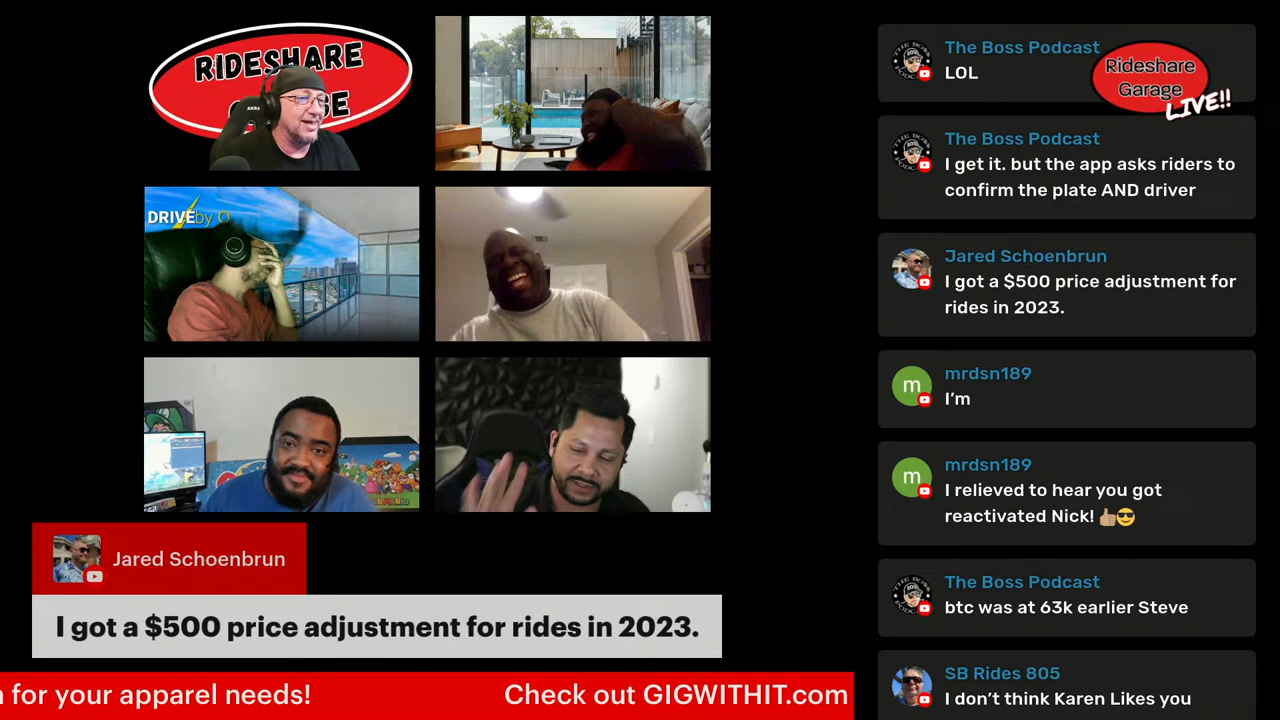 RIDESHARE
DRIVEby O
Jared Schoenbrun
I got a $500 price adjustment for rides in 2023.
for your apparel needs!
Check out GIGWITHIT.com
The Boss Podcast
LOL
Rideshare
Garage
LIVE!!
The Boss Podcast
I get it. but the app asks riders to
confirm the plate AND driver
Jared Schoenbrun
I got a $500 price adjustment for
rides in 2023.
m
mrdsn189
I’m
m
mrdsn189
I relieved to hear you got
reactivated Nick! 👍🏽😎
The Boss Podcast
btc was at 63k earlier Steve
SB Rides 805
I don’t think Karen Likes you